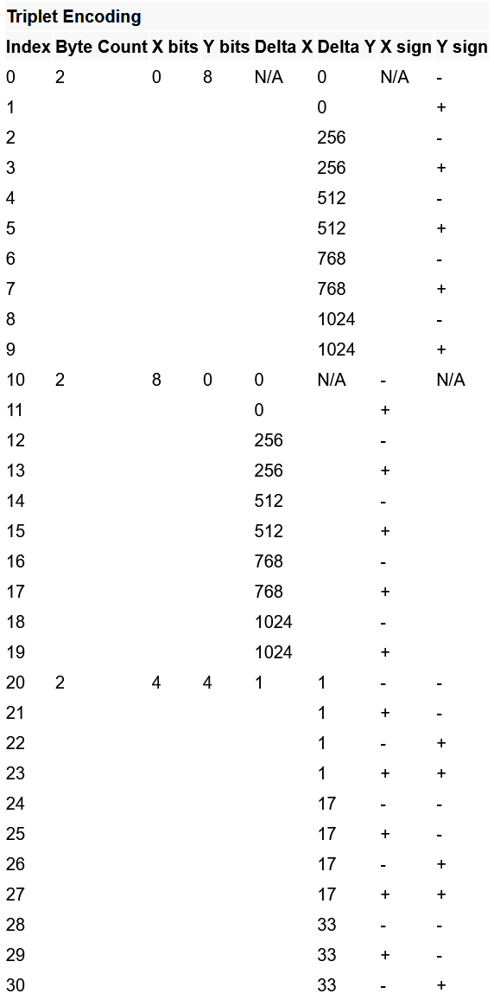 Triplet Encoding
Index Byte Count X bits Y bits Delta X Delta Y X sign Y sign
0 2 0 8 N/A 0 N/A -
1 0 +
2 256 -
3 256 +
4 512 -
5 512 +
6 768 -
7 768 +
8 1024 -
9 1024 +
10 2 8 0 0 N/A - N/A
11 0 +
12 256 -
13 256 +
14 512 -
15 512 +
16 768 -
17 768 +
18 1024 -
19 1024 +
20 2 4 4 1 1 - -
21 1 + -
22 1 - +
23 1 + +
24 17 - -
25 17 + -
26 17 - +
27 17 + +
28 33 - -
29 33 + -
30 33 - +